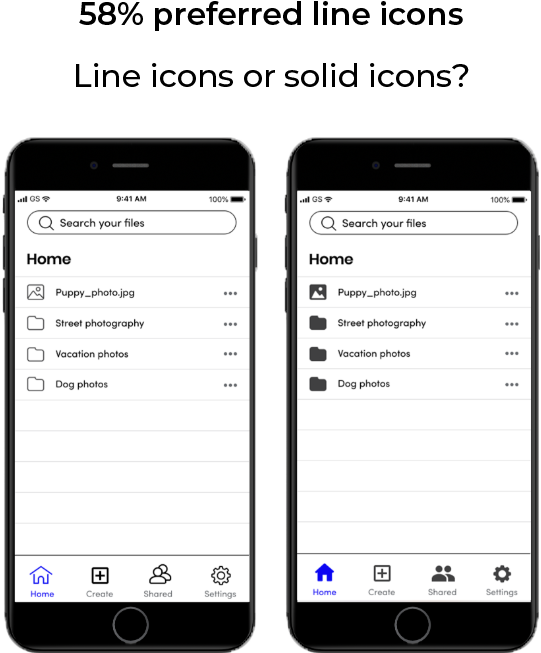 58% preferred line icons
Line icons or solid icons?
GS 9:41 AM 100%
Search your files
Home
Puppy_photo.jpg
Street photography
Vacation photos
Dog photos
Home Create Shared Settings
GS 9:41 AM 100%
Search your files
Home
Puppy_photo.jpg
Street photography
Vacation photos
Dog photos
Home Create Shared Settings